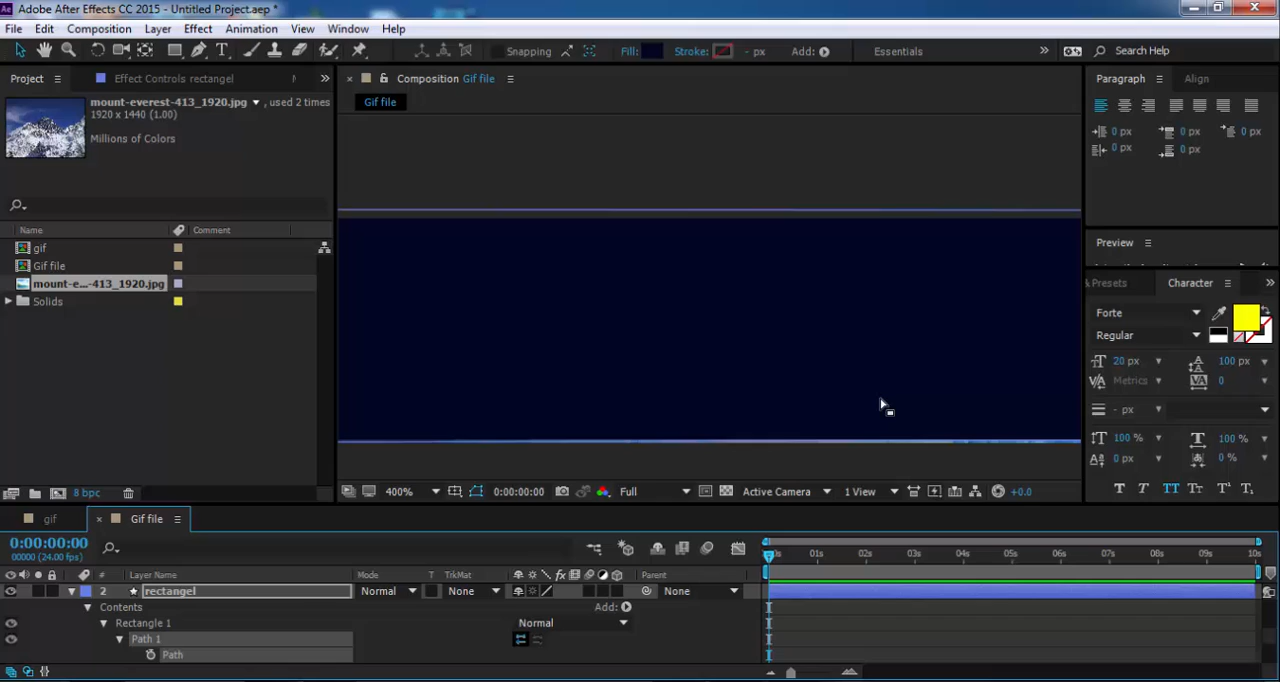 Adobe After Effects CC 2015 - Untitled Project.aep *
File Edit Composition Layer Effect Animation View Window Help
Snapping Fill: Stroke: - px Add: Essentials Search Help
Project Effect Controls rectangel
Composition Gif file
Paragraph Align
Gif file
mount-everest-413_1920.jpg , used 2 times
1920 x 1440 (1.00)
Millions of Colors
0 px 0 px 0 px
0 px 0 px
Name Comment
gif
Gif file
mount-e...-413_1920.jpg
Solids
Preview
Presets Character
Forte
Regular
20 px 100 px
Metrics 0
- px
100 % 100 %
0 px 0 %
T T TT Tt T¹ T₁
8 bpc
400% 0:00:00:00 Full Active Camera 1 View +0.0
gif Gif file
0:00:00:00
00000 (24.00 fps)
01s 02s 03s 04s 05s 06s 07s 08s 09s 10s
# Layer Name Mode T TrkMat fx Parent
2 rectangel Normal None None
Contents Add:
Rectangle 1 Normal
Path 1
Path